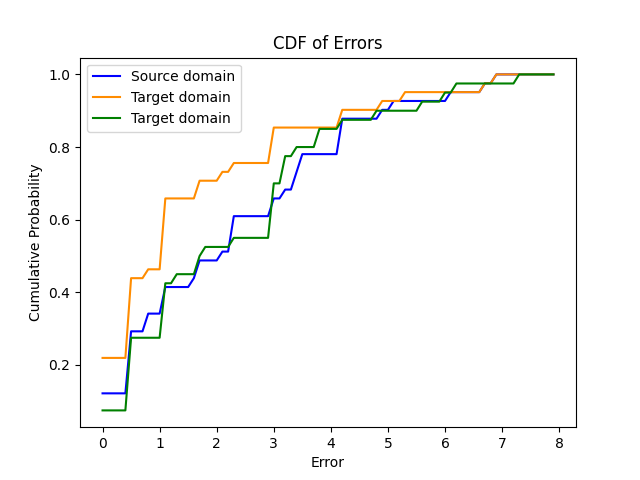 CDF of Errors
Source domain
Target domain
Target domain
Cumulative Probability
1.0
0.8
0.6
0.4
0.2
0 1 2 3 4 5 6 7 8
Error